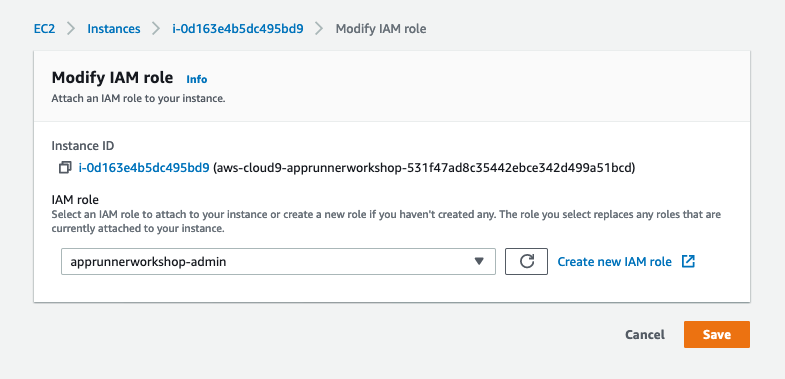 EC2 > Instances > i-0d163e4b5dc495bd9 > Modify IAM role
Modify IAM role Info
Attach an IAM role to your instance.
Instance ID
i-0d163e4b5dc495bd9 (aws-cloud9-apprunnerworkshop-531f47ad8c35442ebce342d499a51bcd)
IAM role
Select an IAM role to attach to your instance or create a new role if you haven't created any. The role you select replaces any roles that are
currently attached to your instance.
apprunnerworkshop-admin
Create new IAM role
Cancel Save